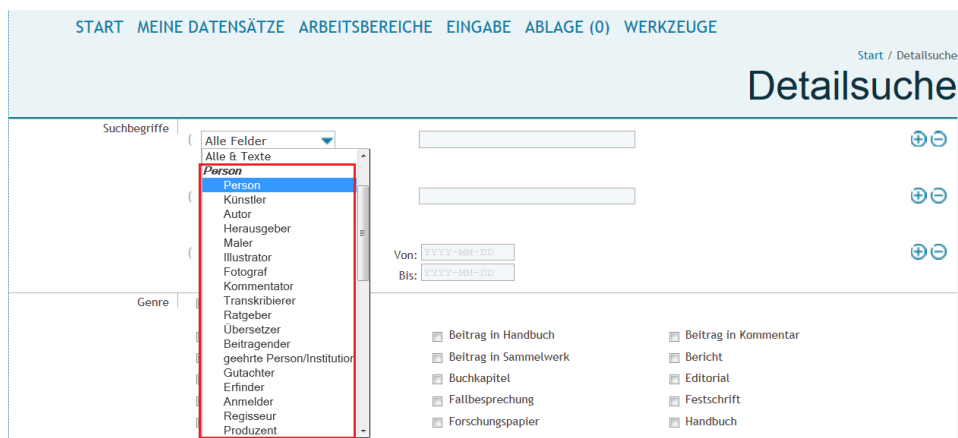 START MEINE DATENSÄTZE ARBEITSBEREICHE EINGABE ABLAGE (0) WERKZEUGE
Start / Detailsuche
Detailsuche
Suchbegriffe
( Alle Felder
Alle & Texte
Person
Person
( Künstler
Autor
Herausgeber
Maler
( Illustrator
Von: YYYY-MM-DD
Fotograf
Bis: YYYY-MM-DD
Kommentator
Genre
Transkribierer
Ratgeber
Übersetzer
Beitrag in Handbuch Beitrag in Kommentar
Beitragender
geehrte Person/Institution
Beitrag in Sammelwerk Bericht
Gutachter
Buchkapitel Editorial
Erfinder
Anmelder
Fallbesprechung Festschrift
Regisseur
Forschungspapier Handbuch
Produzent